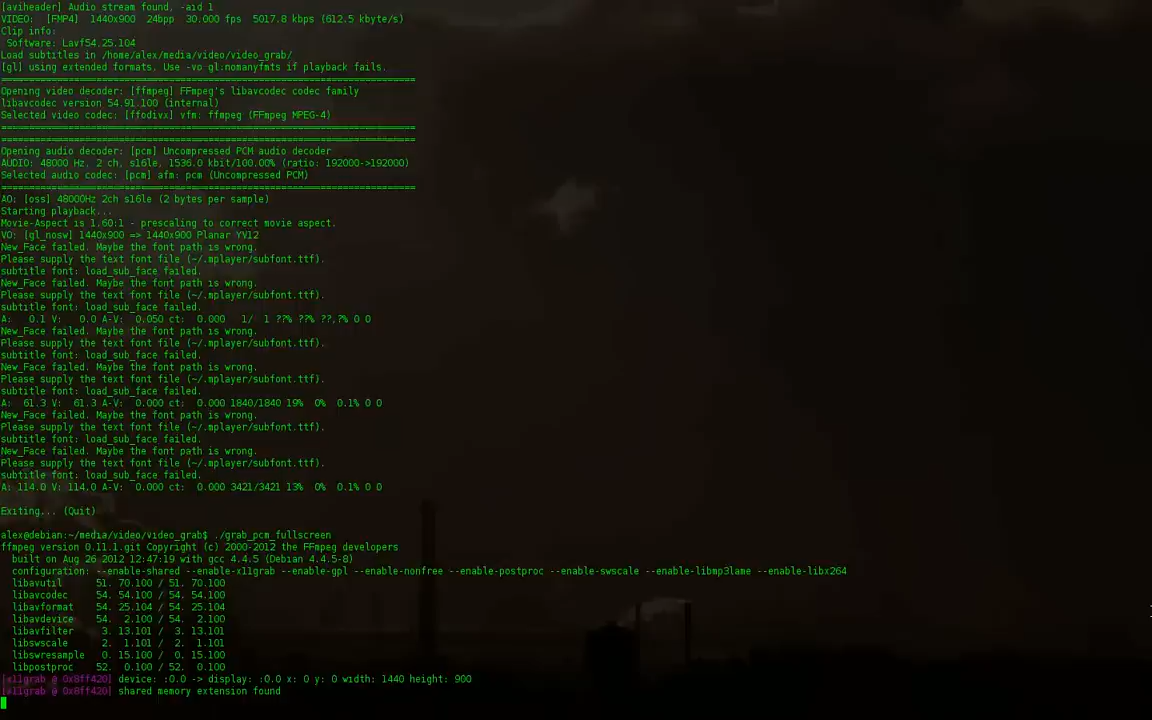 [aviheader] Audio stream found, -aid 1
VIDEO:  [FMP4]  1440x900  24bpp  30.000 fps  5017.8 kbps (612.5 kbyte/s)
Clip info:
 Software: Lavf54.25.104
Load subtitles in /home/alex/media/video/video_grab/
[gl] using extended formats. Use -vo gl:nomanyfmts if playback fails.
==========================================================================
Opening video decoder: [ffmpeg] FFmpeg's libavcodec codec family
libavcodec version 54.91.100 (internal)
Selected video codec: [ffodivx] vfm: ffmpeg (FFmpeg MPEG-4)
==========================================================================
==========================================================================
Opening audio decoder: [pcm] Uncompressed PCM audio decoder
AUDIO: 48000 Hz, 2 ch, s16le, 1536.0 kbit/100.00% (ratio: 192000->192000)
Selected audio codec: [pcm] afm: pcm (Uncompressed PCM)
==========================================================================
AO: [oss] 48000Hz 2ch s16le (2 bytes per sample)
Starting playback...
Movie-Aspect is 1.60:1 - prescaling to correct movie aspect.
VO: [gl_nosw] 1440x900 => 1440x900 Planar YV12
New_Face failed. Maybe the font path is wrong.
Please supply the text font file (~/.mplayer/subfont.ttf).
subtitle font: load_sub_face failed.
New_Face failed. Maybe the font path is wrong.
Please supply the text font file (~/.mplayer/subfont.ttf).
subtitle font: load_sub_face failed.
A:   0.1 V:   0.0 A-V:  0.050 ct:  0.000   1/  1 ??% ??% ??,?% 0 0
New_Face failed. Maybe the font path is wrong.
Please supply the text font file (~/.mplayer/subfont.ttf).
subtitle font: load_sub_face failed.
New_Face failed. Maybe the font path is wrong.
Please supply the text font file (~/.mplayer/subfont.ttf).
subtitle font: load_sub_face failed.
A:  61.3 V:  61.3 A-V:  0.000 ct:  0.000 1840/1840 19%  0%  0.1% 0 0
New_Face failed. Maybe the font path is wrong.
Please supply the text font file (~/.mplayer/subfont.ttf).
subtitle font: load_sub_face failed.
New_Face failed. Maybe the font path is wrong.
Please supply the text font file (~/.mplayer/subfont.ttf).
subtitle font: load_sub_face failed.
A: 114.0 V: 114.0 A-V:  0.000 ct:  0.000 3421/3421 13%  0%  0.1% 0 0
Exiting... (Quit)
alex@debian:~/media/video/video_grab$ ./grab_pcm_fullscreen
ffmpeg version 0.11.1.git Copyright (c) 2000-2012 the FFmpeg developers
  built on Aug 26 2012 12:47:19 with gcc 4.4.5 (Debian 4.4.5-8)
  configuration: --enable-shared --enable-x11grab --enable-gpl --enable-nonfree --enable-postproc --enable-swscale --enable-libmp3lame --enable-libx264
  libavutil      51. 70.100 / 51. 70.100
  libavcodec     54. 54.100 / 54. 54.100
  libavformat    54. 25.104 / 54. 25.104
  libavdevice    54.  2.100 / 54.  2.100
  libavfilter     3. 13.101 /  3. 13.101
  libswscale      2.  1.101 /  2.  1.101
  libswresample   0. 15.100 /  0. 15.100
  libpostproc    52.  0.100 / 52.  0.100
[x11grab @ 0x8ff420] device: :0.0 -> display: :0.0 x: 0 y: 0 width: 1440 height: 900
[x11grab @ 0x8ff420] shared memory extension found